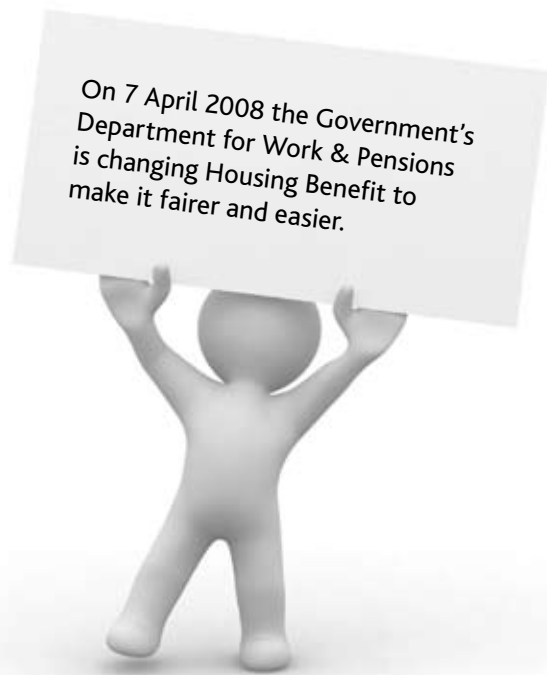 On 7 April 2008 the Government’s
Department for Work & Pensions
is changing Housing Benefit to
make it fairer and easier.